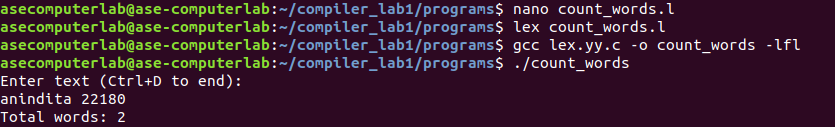 asecomputerlab@ase-computerlab:~/compiler_lab1/programs$ nano count_words.l
asecomputerlab@ase-computerlab:~/compiler_lab1/programs$ lex count_words.l
asecomputerlab@ase-computerlab:~/compiler_lab1/programs$ gcc lex.yy.c -o count_words -lfl
asecomputerlab@ase-computerlab:~/compiler_lab1/programs$ ./count_words
Enter text (Ctrl+D to end):
anindita 22180
Total words: 2